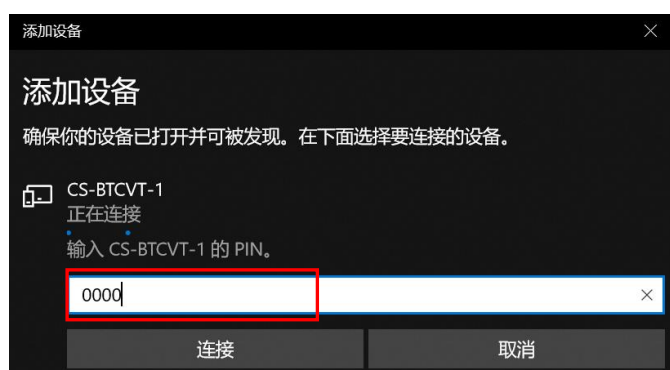 添加设备
添加设备
确保你的设备已打开并可被发现。在下面选择要连接的设备。
CS-BTCVT-1
正在连接
输入 CS-BTCVT-1 的 PIN。
0000
连接 取消